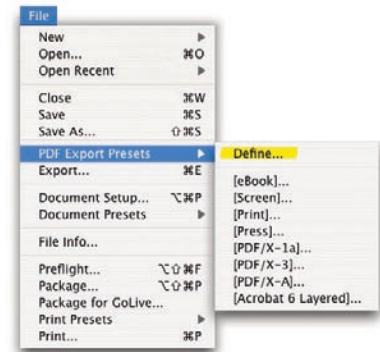 File
New
Open... ⌘O
Open Recent
Close ⌘W
Save ⌘S
Save As... ⇧⌘S
PDF Export Presets
Export... ⌘E
Document Setup... ⌥⌘P
Document Presets
File Info...
Preflight... ⌥⇧⌘F
Package... ⌥⇧⌘P
Package for GoLive...
Print Presets
Print... ⌘P
Define...
[eBook]...
[Screen]...
[Print]...
[Press]...
[PDF/X-1a]...
[PDF/X-3]...
[PDF/X-A]...
[Acrobat 6 Layered]...